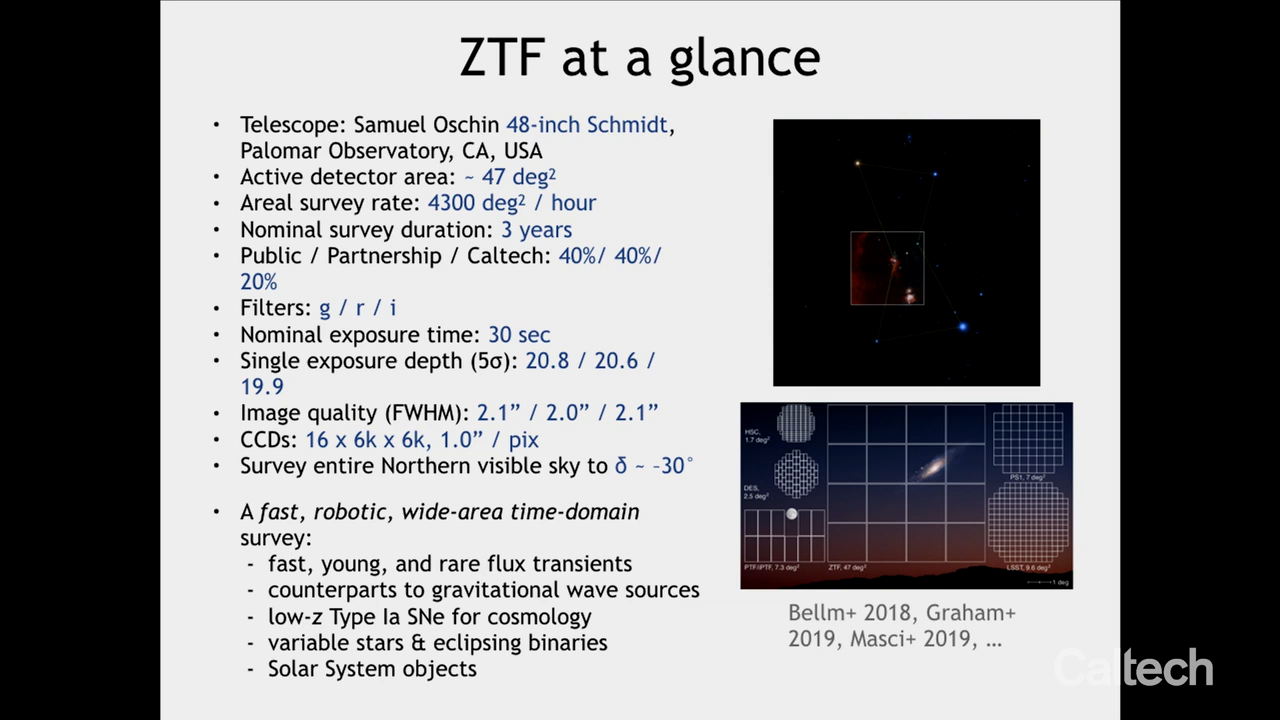 ZTF at a glance
• Telescope: Samuel Oschin 48-inch Schmidt,
Palomar Observatory, CA, USA
• Active detector area: ~ 47 deg²
• Areal survey rate: 4300 deg² / hour
• Nominal survey duration: 3 years
• Public / Partnership / Caltech: 40%/ 40%/
20%
• Filters: g / r / i
• Nominal exposure time: 30 sec
• Single exposure depth (5σ): 20.8 / 20.6 /
19.9
• Image quality (FWHM): 2.1” / 2.0” / 2.1”
• CCDs: 16 x 6k x 6k, 1.0” / pix
• Survey entire Northern visible sky to δ ~ -30°
• A fast, robotic, wide-area time-domain
survey:
- fast, young, and rare flux transients
- counterparts to gravitational wave sources
- low-z Type Ia SNe for cosmology
- variable stars & eclipsing binaries
- Solar System objects
HSC,
1.7 deg²
DES,
2.5 deg²
PTF/iPTF, 7.3 deg²
ZTF, 47 deg²
PS1, 7 deg²
LSST, 9.6 deg²
1 deg
Bellm+ 2018, Graham+
2019, Masci+ 2019, …
Caltech